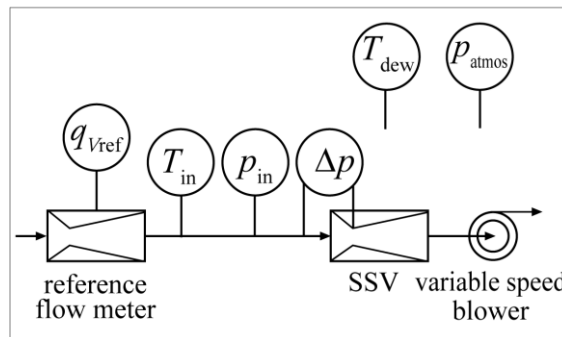 T_dew
p_atmos
q_Vref
T_in
p_in
Δp
reference
flow meter
SSV
variable speed
blower